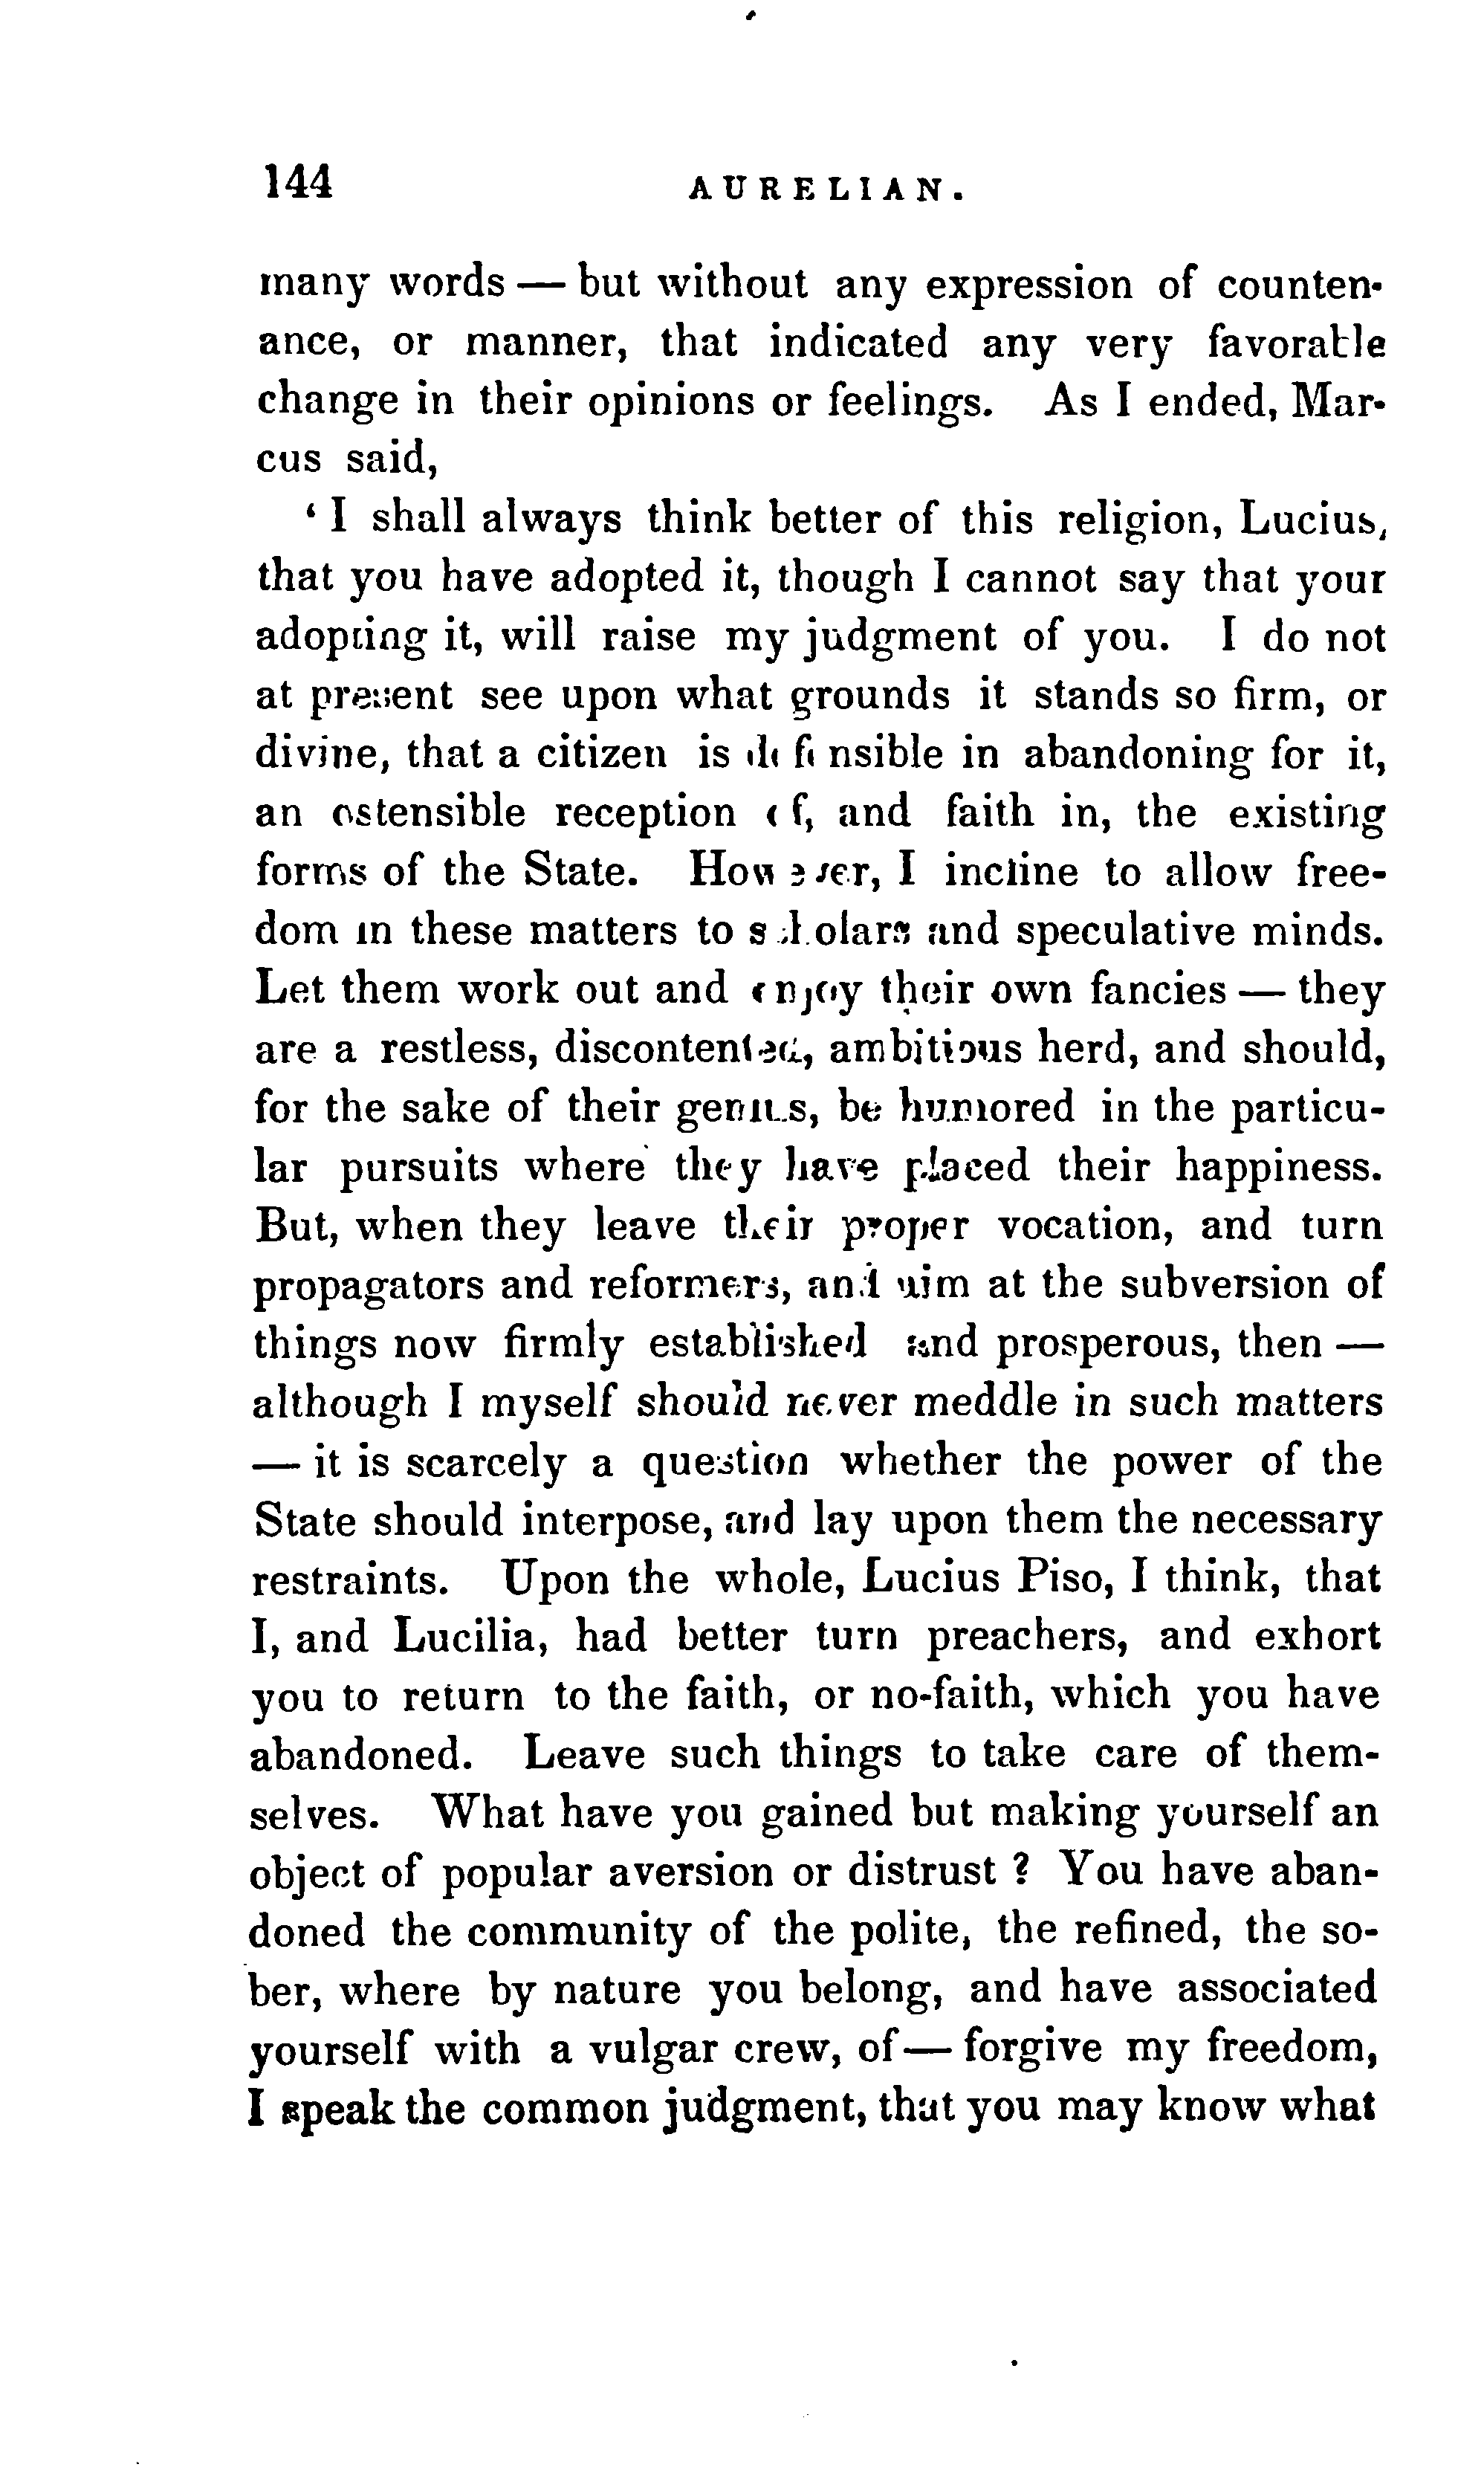 144 AURELIAN.
many words — but without any expression of counten-
ance, or manner, that indicated any very favorable
change in their opinions or feelings. As I ended, Mar-
cus said,
‘ I shall always think better of this religion, Lucius,
that you have adopted it, though I cannot say that your
adopting it, will raise my judgment of you. I do not
at present see upon what grounds it stands so firm, or
divine, that a citizen is defensible in abandoning for it,
an ostensible reception of, and faith in, the existing
forms of the State. However, I incline to allow free-
dom in these matters to scholars and speculative minds.
Let them work out and enjoy their own fancies — they
are a restless, discontented, ambitious herd, and should,
for the sake of their genius, be humored in the particu-
lar pursuits where they have placed their happiness.
But, when they leave their proper vocation, and turn
propagators and reformers, and aim at the subversion of
things now firmly established and prosperous, then —
although I myself should never meddle in such matters
— it is scarcely a question whether the power of the
State should interpose, and lay upon them the necessary
restraints. Upon the whole, Lucius Piso, I think, that
I, and Lucilia, had better turn preachers, and exhort
you to return to the faith, or no-faith, which you have
abandoned. Leave such things to take care of them-
selves. What have you gained but making yourself an
object of popular aversion or distrust ? You have aban-
doned the community of the polite, the refined, the so-
ber, where by nature you belong, and have associated
yourself with a vulgar crew, of — forgive my freedom,
I speak the common judgment, that you may know what